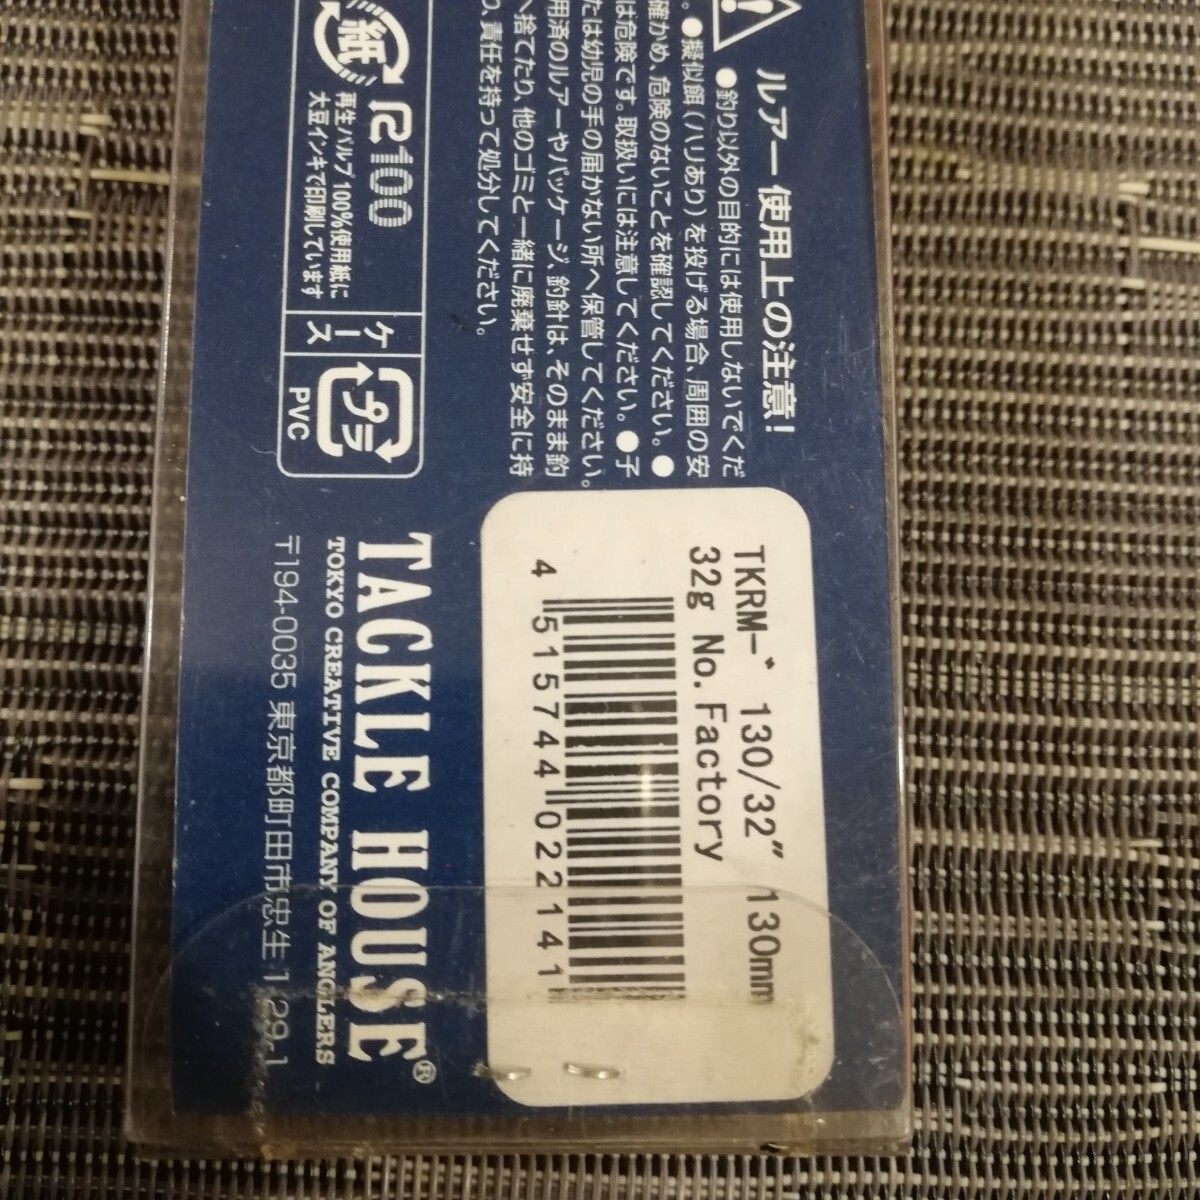 ルアー使用上の注意!
●釣り以外の目的には使用しないでくだ
。●擬似餌(ハリあり)を投げる場合、周囲の安
確かめ、危険のないことを確認してください。●
は危険です。取扱いには注意してください。●子
たは幼児の手の届かない所へ保管してください。
用済のルアーやパッケージ、釣針は、そのまま釣
へ捨てたり、他のゴミと一緒に廃棄せず安全に持
り、責任を持って処分してください。
紙
R100
再生パルプ100%使用紙に
大豆インキで印刷しています
ケース
プラ
PVC
TKRM-゛130/32" 130mm
32g No.Factory
4 515744 022141
TACKLE HOUSE®
TOKYO CREATIVE COMPANY OF ANGLERS
〒194-0035 東京都町田市忠生1-29-1